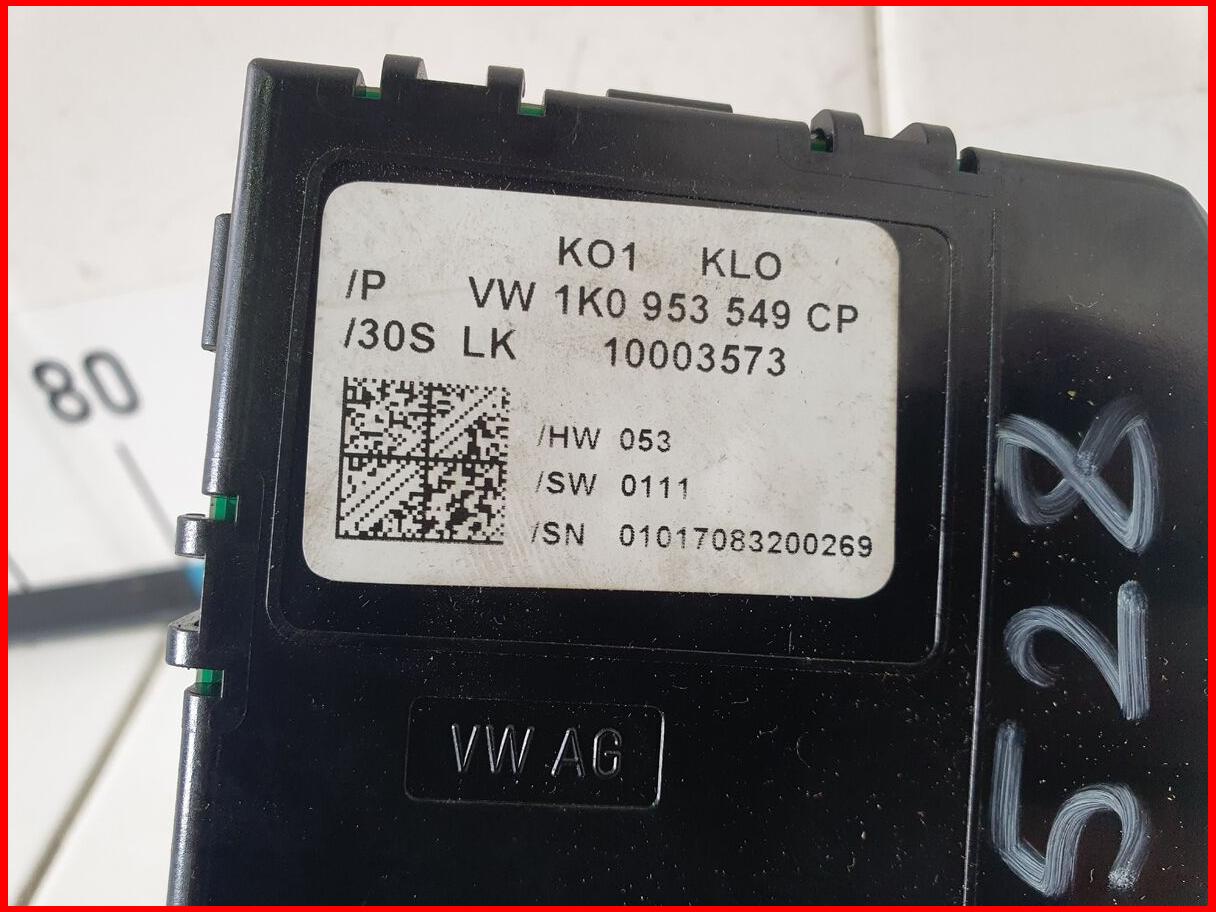 KO1 KLO
/P VW 1K0 953 549 CP
/30S LK 10003573
/HW 053
/SW 0111
/SN 01017083200269
VW AG
528
80